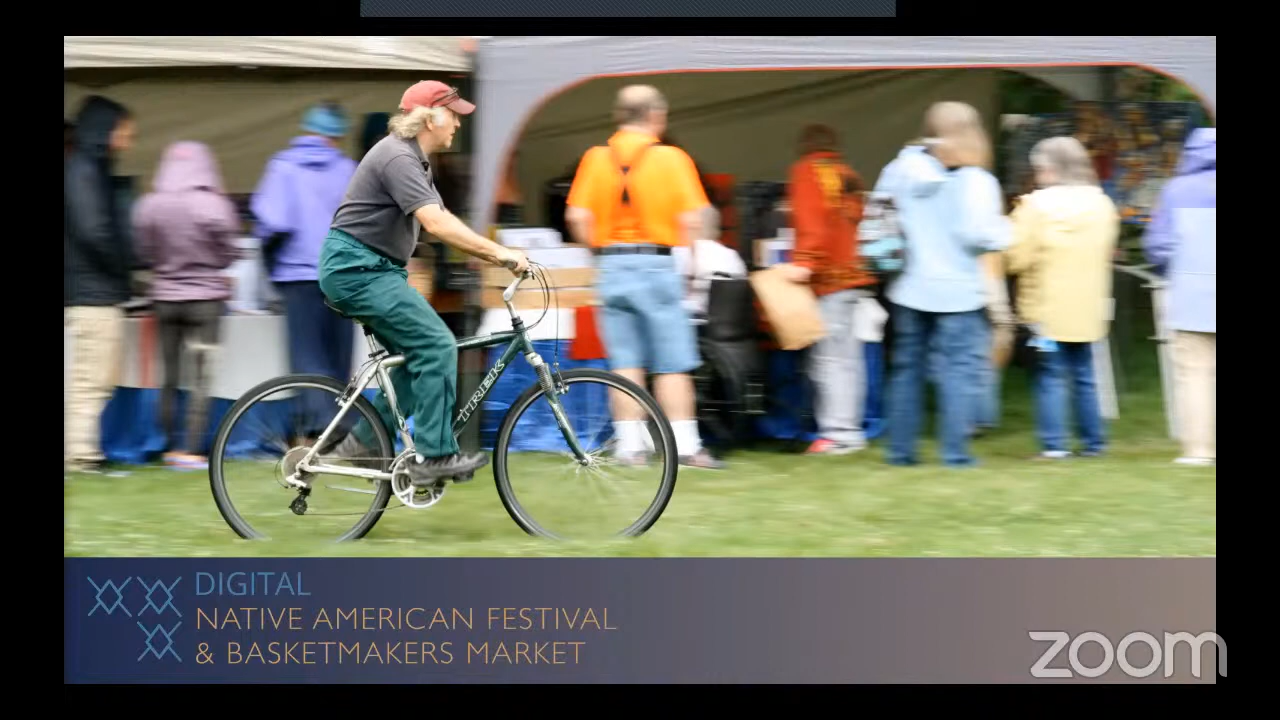 TREK
DIGITAL
NATIVE AMERICAN FESTIVAL
& BASKETMAKERS MARKET
zoom